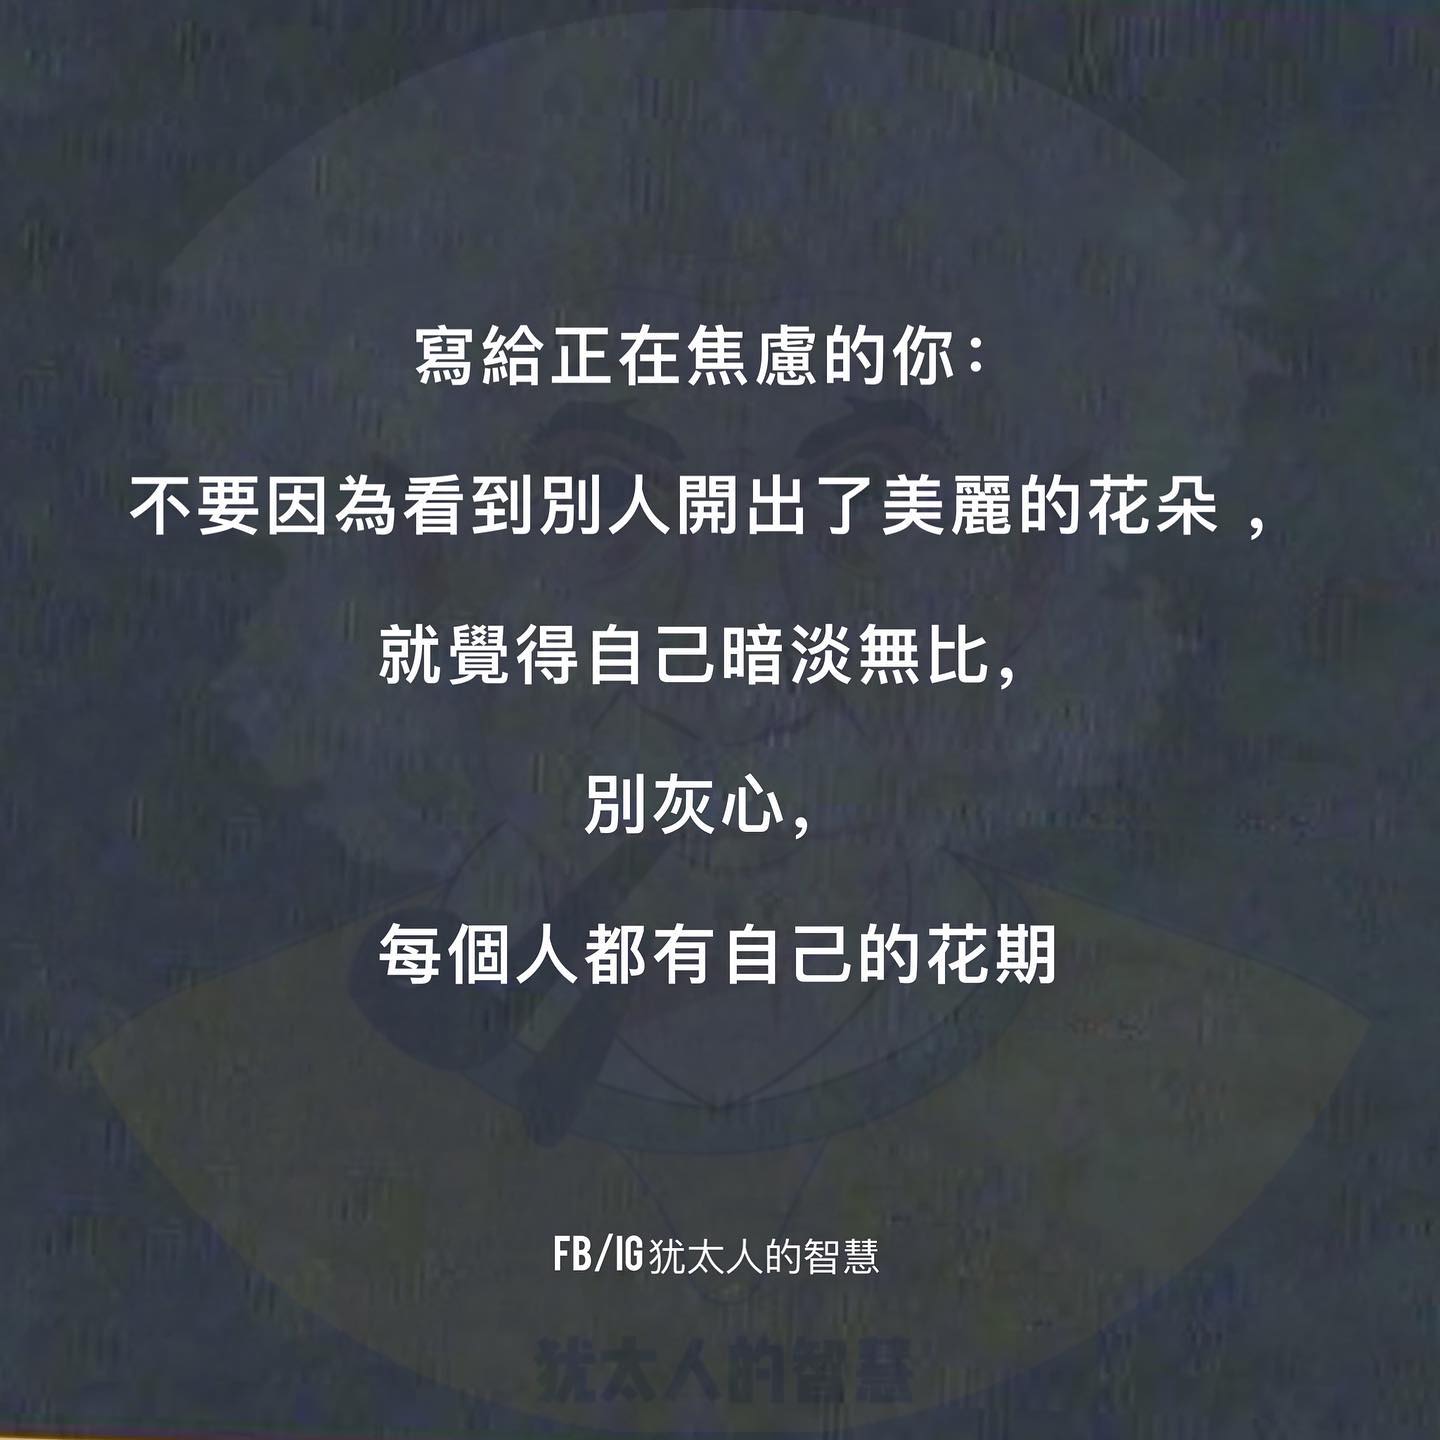 寫給正在焦慮的你：
不要因為看到別人開出了美麗的花朵，
就覺得自己暗淡無比，
別灰心，
每個人都有自己的花期
FB/IG犹太人的智慧
犹太人的智慧